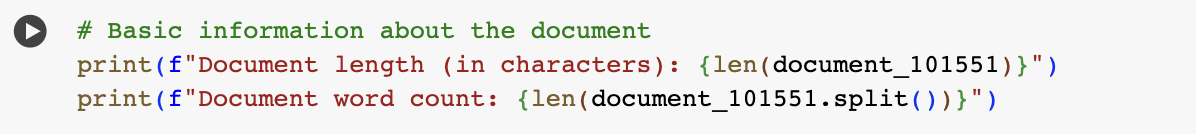 # Basic information about the document
print(f"Document length (in characters): {len(document_101551)}")
print(f"Document word count: {len(document_101551.split())}")